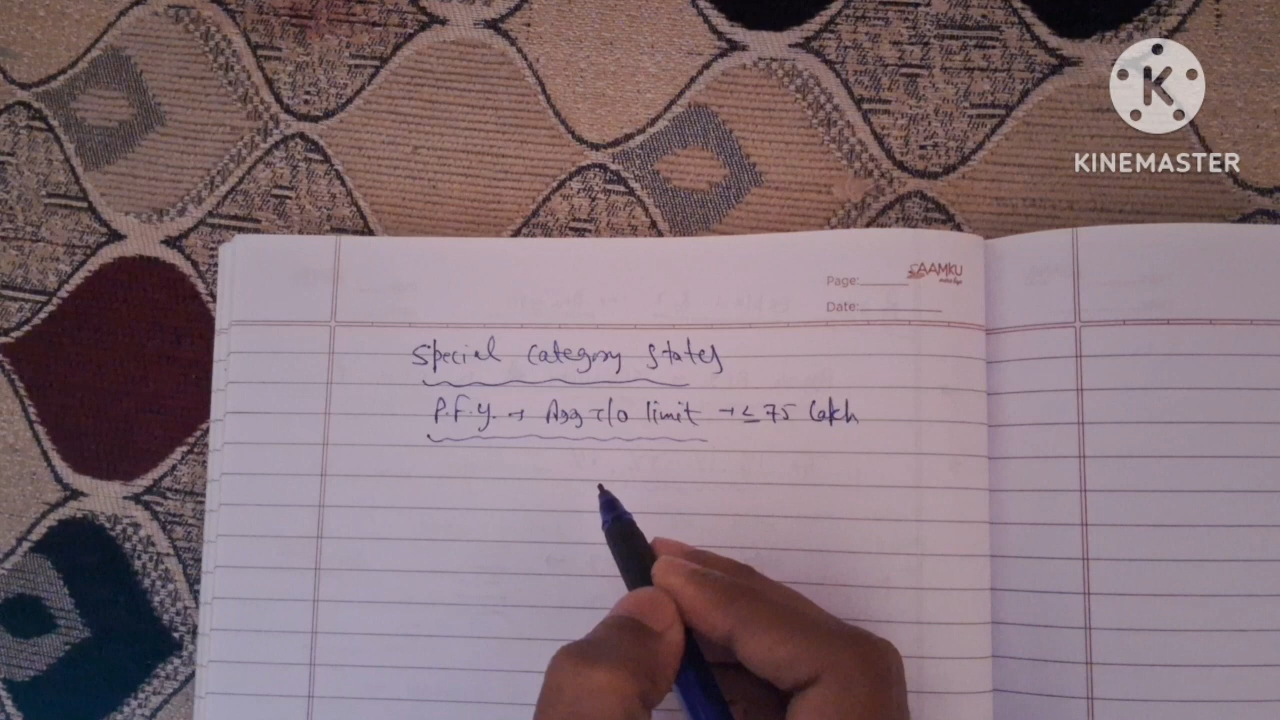 KINEMASTER
SAAMKU
Page:
Date:
Special Category States
P.F.Y. → Agg T/O limit → ≤ 75 Lakh